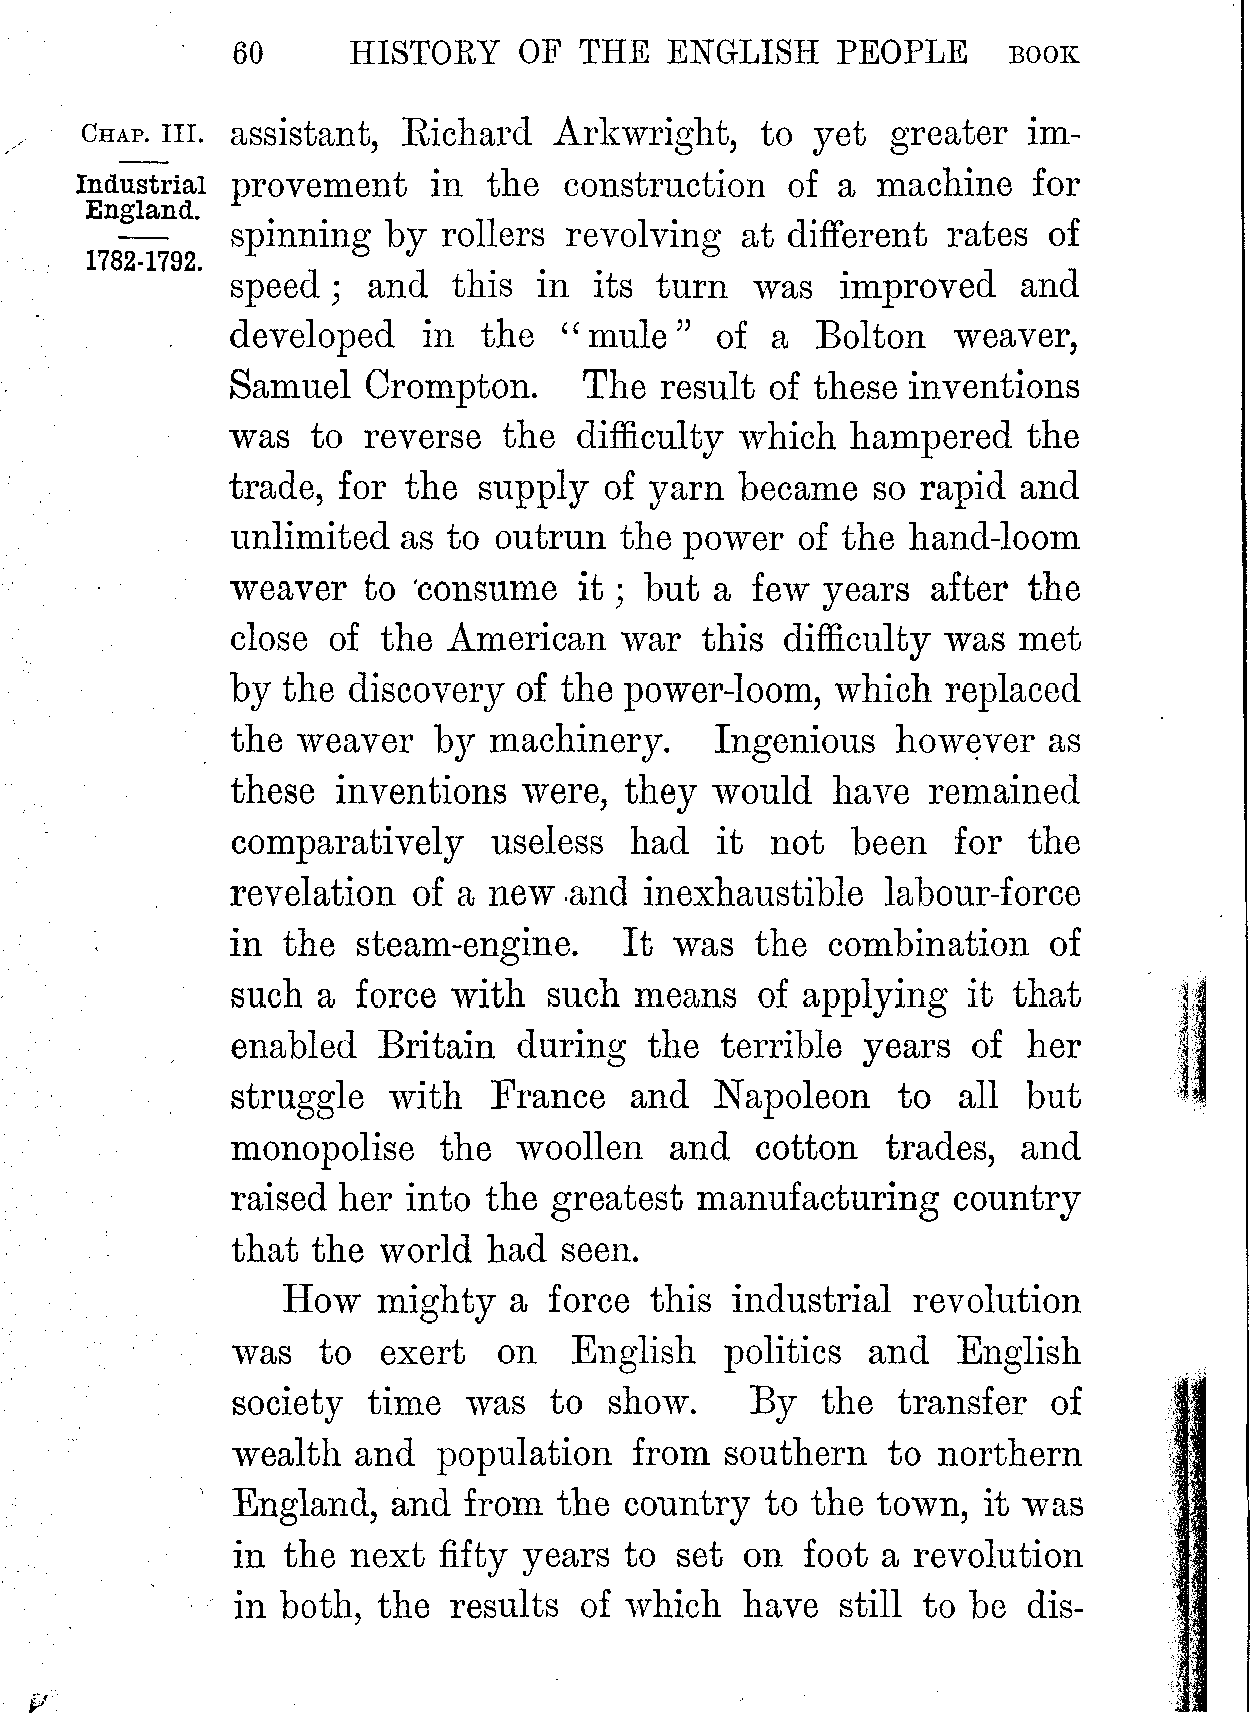 60 HISTORY OF THE ENGLISH PEOPLE BOOK
CHAP. III.
Industrial
England.
1782-1792.
assistant, Richard Arkwright, to yet greater im-
provement in the construction of a machine for
spinning by rollers revolving at different rates of
speed; and this in its turn was improved and
developed in the "mule" of a Bolton weaver,
Samuel Crompton. The result of these inventions
was to reverse the difficulty which hampered the
trade, for the supply of yarn became so rapid and
unlimited as to outrun the power of the hand-loom
weaver to consume it; but a few years after the
close of the American war this difficulty was met
by the discovery of the power-loom, which replaced
the weaver by machinery. Ingenious however as
these inventions were, they would have remained
comparatively useless had it not been for the
revelation of a new and inexhaustible labour-force
in the steam-engine. It was the combination of
such a force with such means of applying it that
enabled Britain during the terrible years of her
struggle with France and Napoleon to all but
monopolise the woollen and cotton trades, and
raised her into the greatest manufacturing country
that the world had seen.
How mighty a force this industrial revolution
was to exert on English politics and English
society time was to show. By the transfer of
wealth and population from southern to northern
England, and from the country to the town, it was
in the next fifty years to set on foot a revolution
in both, the results of which have still to be dis-